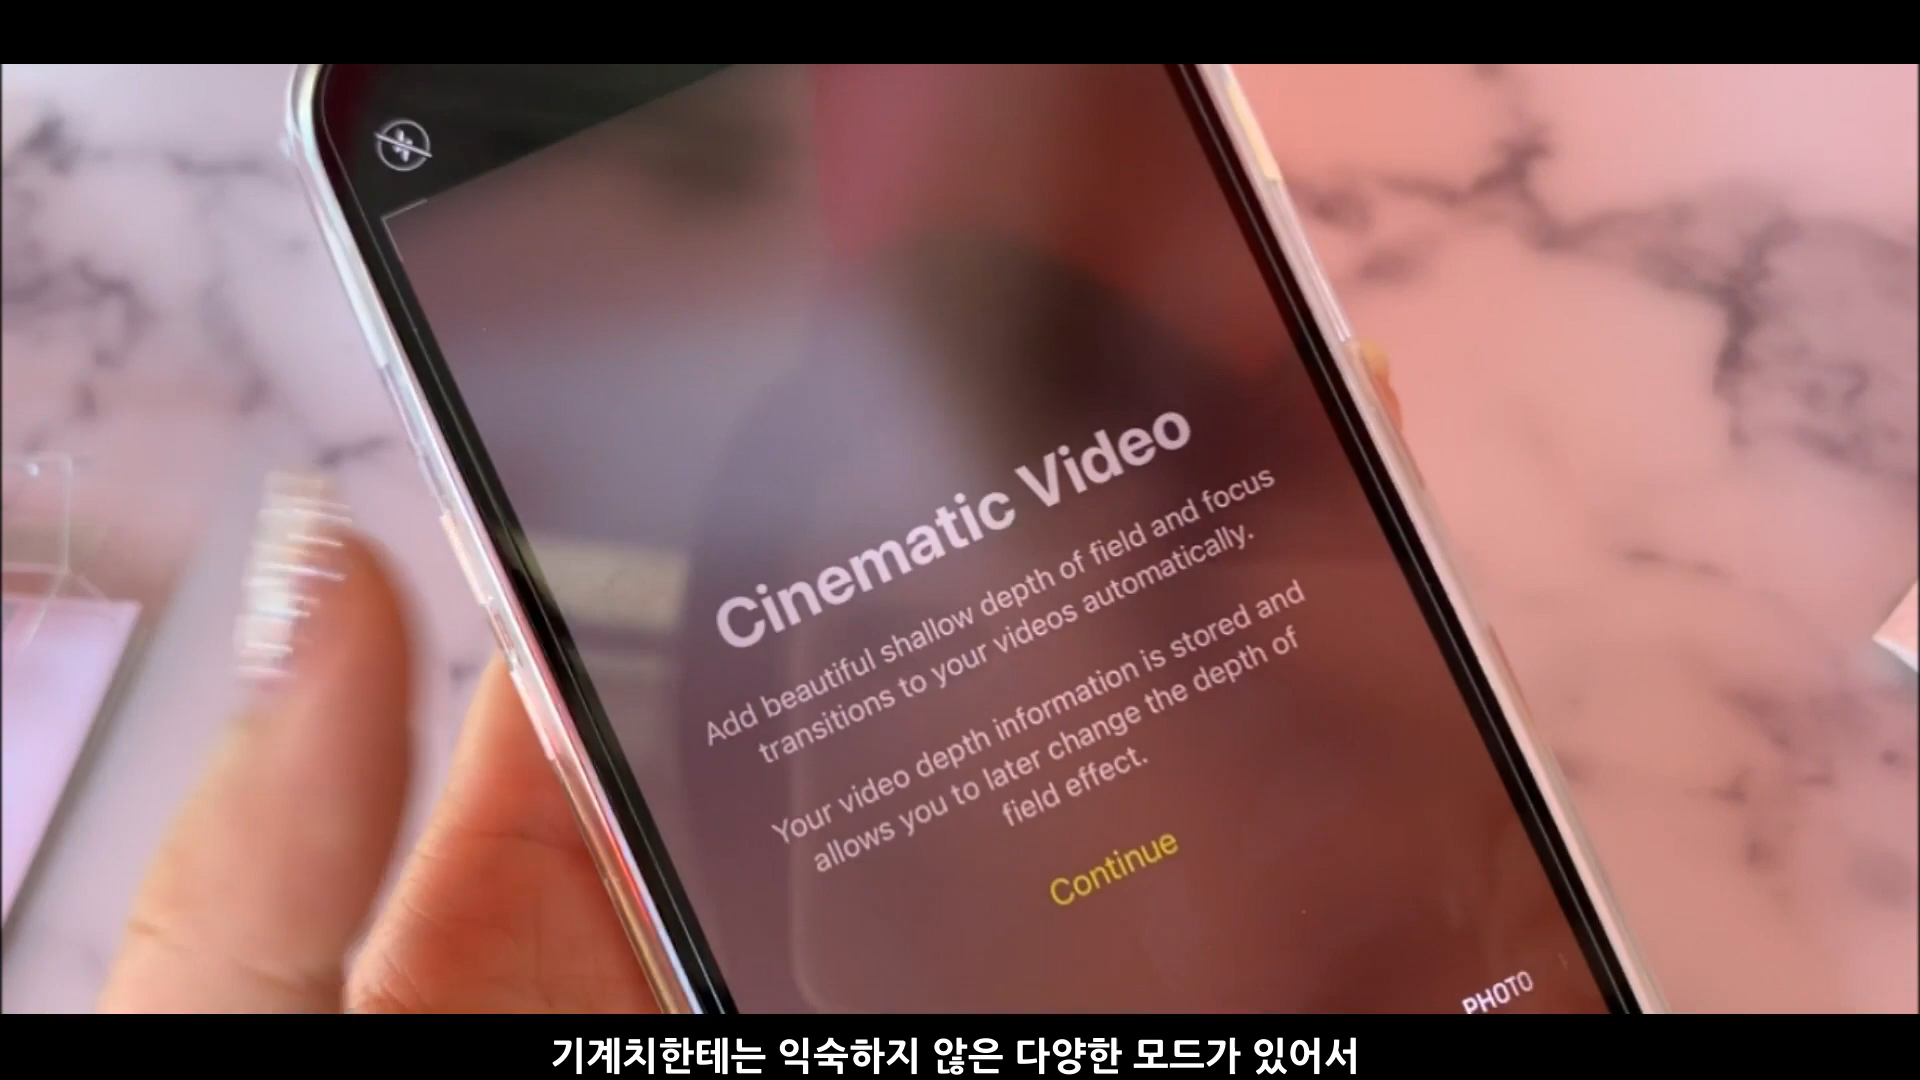 Cinematic Video
Add beautiful shallow depth of field and focus
transitions to your videos automatically.
Your video depth information is stored and
allows you to later change the depth of
field effect.
Continue
PHOTO
기계치한테는 익숙하지 않은 다양한 모드가 있어서